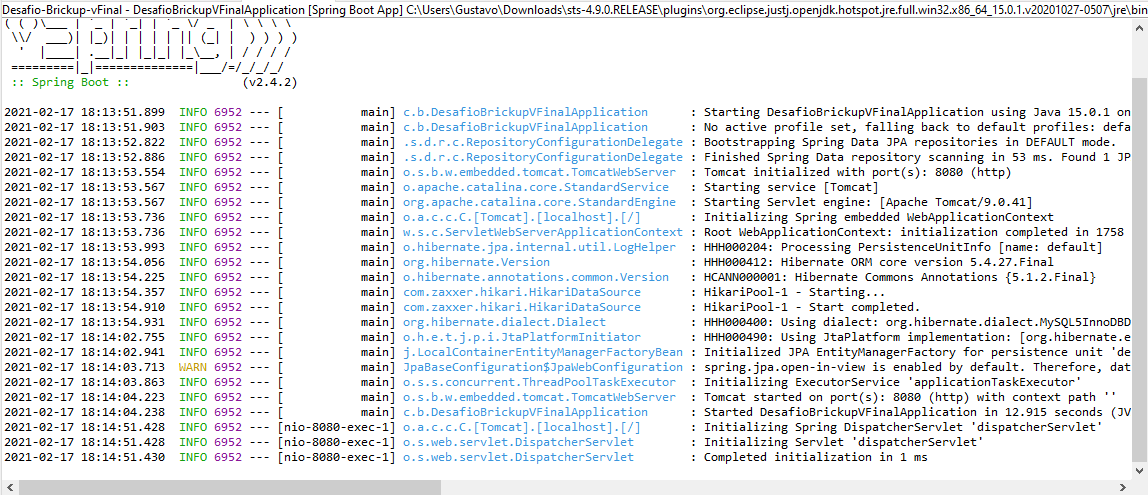 Desafio-Brickup-vFinal - DesafioBrickupVFinalApplication [Spring Boot App] C:\Users\Gustavo\Downloads\sts-4.9.0.RELEASE\plugins\org.eclipse.justj.openjdk.hotspot.jre.full.win32.x86_64_15.0.1.v20201027-0507\jre\bin
( ( )\___ | '_ | '_| | '_ \/ _` | \ \ \ \
 \\/  ___)| |_)| | | | | || (_| |  ) ) ) )
  '  |____| .__|_| |_|_| |_\__, | / / / /
 =========|_|==============|___/=/_/_/_/
 :: Spring Boot ::                (v2.4.2)
2021-02-17 18:13:51.899  INFO 6952 --- [           main] c.b.DesafioBrickupVFinalApplication      : Starting DesafioBrickupVFinalApplication using Java 15.0.1 on
2021-02-17 18:13:51.903  INFO 6952 --- [           main] c.b.DesafioBrickupVFinalApplication      : No active profile set, falling back to default profiles: defa
2021-02-17 18:13:52.822  INFO 6952 --- [           main] .s.d.r.c.RepositoryConfigurationDelegate : Bootstrapping Spring Data JPA repositories in DEFAULT mode.
2021-02-17 18:13:52.886  INFO 6952 --- [           main] .s.d.r.c.RepositoryConfigurationDelegate : Finished Spring Data repository scanning in 53 ms. Found 1 JP
2021-02-17 18:13:53.554  INFO 6952 --- [           main] o.s.b.w.embedded.tomcat.TomcatWebServer  : Tomcat initialized with port(s): 8080 (http)
2021-02-17 18:13:53.567  INFO 6952 --- [           main] o.apache.catalina.core.StandardService   : Starting service [Tomcat]
2021-02-17 18:13:53.567  INFO 6952 --- [           main] org.apache.catalina.core.StandardEngine  : Starting Servlet engine: [Apache Tomcat/9.0.41]
2021-02-17 18:13:53.736  INFO 6952 --- [           main] o.a.c.c.C.[Tomcat].[localhost].[/]       : Initializing Spring embedded WebApplicationContext
2021-02-17 18:13:53.736  INFO 6952 --- [           main] w.s.c.ServletWebServerApplicationContext : Root WebApplicationContext: initialization completed in 1758
2021-02-17 18:13:53.993  INFO 6952 --- [           main] o.hibernate.jpa.internal.util.LogHelper  : HHH000204: Processing PersistenceUnitInfo [name: default]
2021-02-17 18:13:54.056  INFO 6952 --- [           main] org.hibernate.Version                    : HHH000412: Hibernate ORM core version 5.4.27.Final
2021-02-17 18:13:54.225  INFO 6952 --- [           main] o.hibernate.annotations.common.Version   : HCANN000001: Hibernate Commons Annotations {5.1.2.Final}
2021-02-17 18:13:54.357  INFO 6952 --- [           main] com.zaxxer.hikari.HikariDataSource       : HikariPool-1 - Starting...
2021-02-17 18:13:54.910  INFO 6952 --- [           main] com.zaxxer.hikari.HikariDataSource       : HikariPool-1 - Start completed.
2021-02-17 18:13:54.931  INFO 6952 --- [           main] org.hibernate.dialect.Dialect            : HHH000400: Using dialect: org.hibernate.dialect.MySQL5InnoDBD
2021-02-17 18:14:02.755  INFO 6952 --- [           main] o.h.e.t.j.p.i.JtaPlatformInitiator       : HHH000490: Using JtaPlatform implementation: [org.hibernate.e
2021-02-17 18:14:02.941  INFO 6952 --- [           main] j.LocalContainerEntityManagerFactoryBean : Initialized JPA EntityManagerFactory for persistence unit 'de
2021-02-17 18:14:03.713  WARN 6952 --- [           main] JpaBaseConfiguration$JpaWebConfiguration : spring.jpa.open-in-view is enabled by default. Therefore, dat
2021-02-17 18:14:03.863  INFO 6952 --- [           main] o.s.s.concurrent.ThreadPoolTaskExecutor  : Initializing ExecutorService 'applicationTaskExecutor'
2021-02-17 18:14:04.223  INFO 6952 --- [           main] o.s.b.w.embedded.tomcat.TomcatWebServer  : Tomcat started on port(s): 8080 (http) with context path ''
2021-02-17 18:14:04.238  INFO 6952 --- [           main] c.b.DesafioBrickupVFinalApplication      : Started DesafioBrickupVFinalApplication in 12.915 seconds (JV
2021-02-17 18:14:51.428  INFO 6952 --- [nio-8080-exec-1] o.a.c.c.C.[Tomcat].[localhost].[/]       : Initializing Spring DispatcherServlet 'dispatcherServlet'
2021-02-17 18:14:51.428  INFO 6952 --- [nio-8080-exec-1] o.s.web.servlet.DispatcherServlet        : Initializing Servlet 'dispatcherServlet'
2021-02-17 18:14:51.430  INFO 6952 --- [nio-8080-exec-1] o.s.web.servlet.DispatcherServlet        : Completed initialization in 1 ms